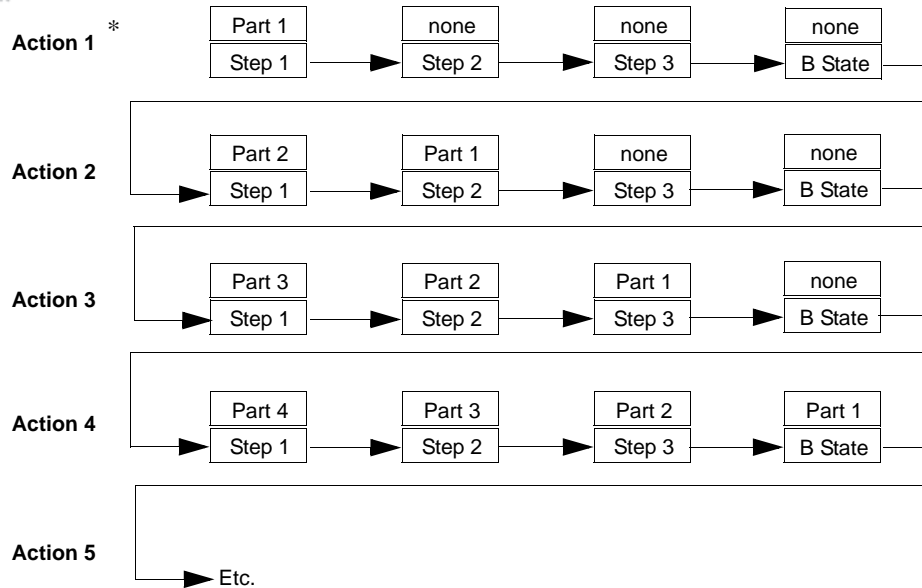 Part 1 none none none
Action 1 *
Step 1 Step 2 Step 3 B State
Part 2 Part 1 none none
Action 2
Step 1 Step 2 Step 3 B State
Part 3 Part 2 Part 1 none
Action 3
Step 1 Step 2 Step 3 B State
Part 4 Part 3 Part 2 Part 1
Action 4
Step 1 Step 2 Step 3 B State
Action 5
Etc.